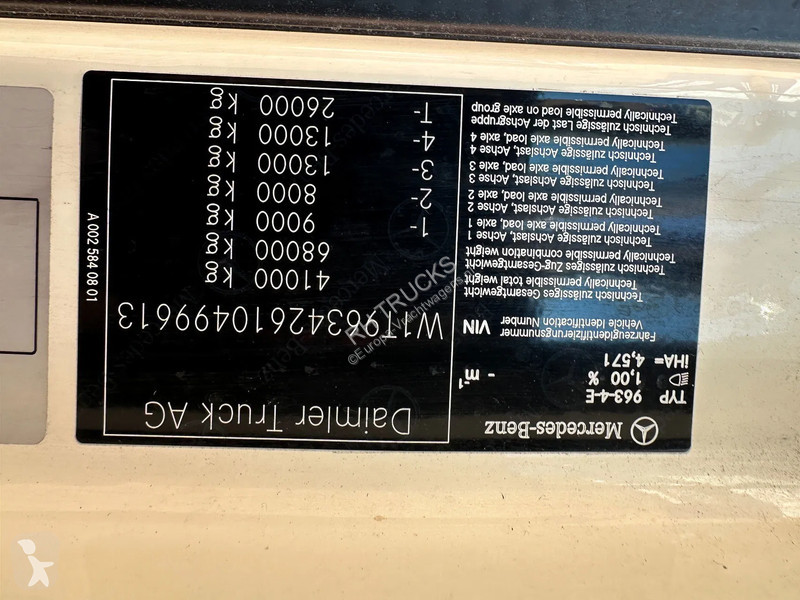 Mercedes-Benz
TYP 963-4-E
1,00 % - m⁻¹
iHA= 4,571
Daimler Truck AG
Fahrzeugidentifizierungsnummer
Vehicle Identification Number VIN
W1T96342610499613
Technisch zulässiges Gesamtgewicht
Technically permissible total weight
41000 kg
Technisch zulässiges Zug-Gesamtgewicht
Technically permissible combination weight
68000 kg
Technisch zulässige Achslast, Achse 1
Technically permissible axle load, axle 1
1- 9000 kg
Technisch zulässige Achslast, Achse 2
Technically permissible axle load, axle 2
2- 8000 kg
Technisch zulässige Achslast, Achse 3
Technically permissible axle load, axle 3
3- 13000 kg
Technisch zulässige Achslast, Achse 4
Technically permissible axle load, axle 4
4- 13000 kg
Technisch zulässige Last der Achsgruppe
Technically permissible load on axle group
T- 26000 kg
A 002 584 08 01
TRUCKS